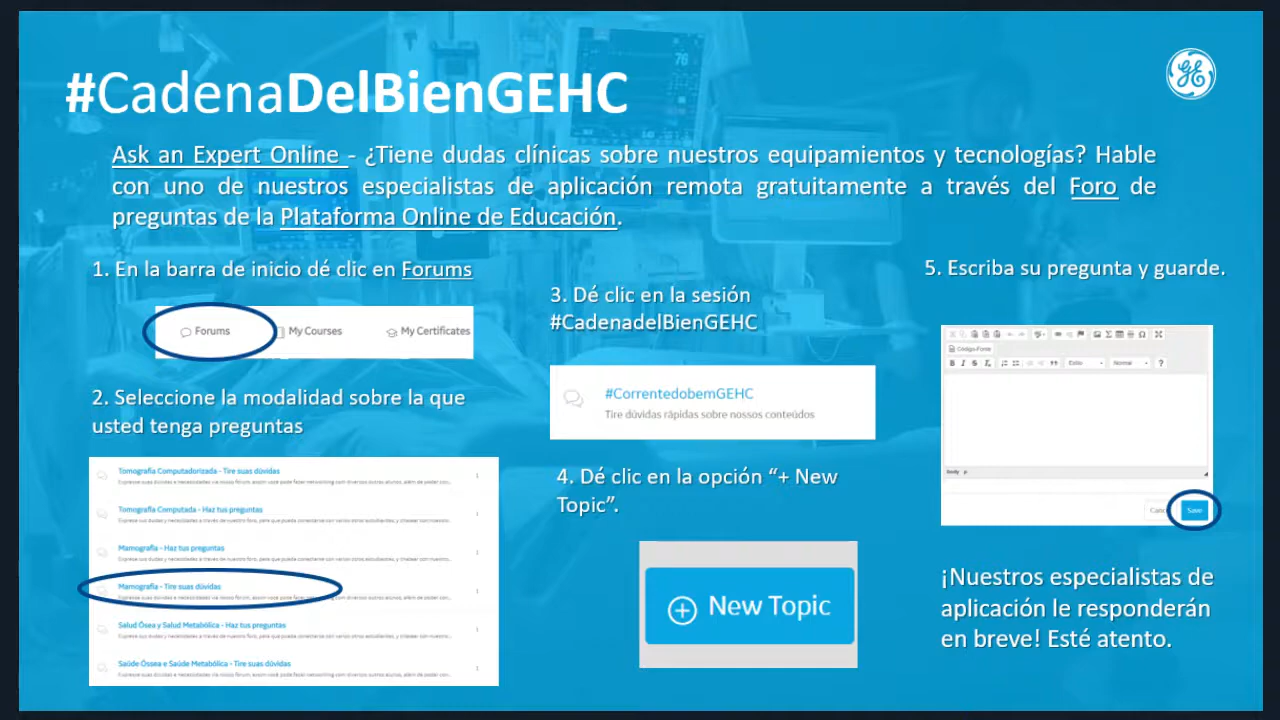 #CadenaDelBienGEHC
Ask an Expert Online - ¿Tiene dudas clínicas sobre nuestros equipamientos y tecnologías? Hable
con uno de nuestros especialistas de aplicación remota gratuitamente a través del Foro de
preguntas de la Plataforma Online de Educación.
1. En la barra de inicio dé clic en Forums
Forums My Courses My Certificates
2. Seleccione la modalidad sobre la que
usted tenga preguntas
Tomografia Computadorizada - Tire suas dúvidas
Tomografía Computada - Haz tus preguntas
Mamografía - Haz tus preguntas
Mamografia - Tire suas dúvidas
Salud Ósea y Salud Metabólica - Haz tus preguntas
Saúde Óssea e Saúde Metabólica - Tire suas dúvidas
3. Dé clic en la sesión
#CadenadelBienGEHC
#CorrentedobemGEHC
Tire dúvidas rápidas sobre nossos conteúdos
4. Dé clic en la opción “+ New
Topic”.
New Topic
5. Escriba su pregunta y guarde.
Código-Fonte
Estilo Normal ?
body p
Save
¡Nuestros especialistas de
aplicación le responderán
en breve! Esté atento.